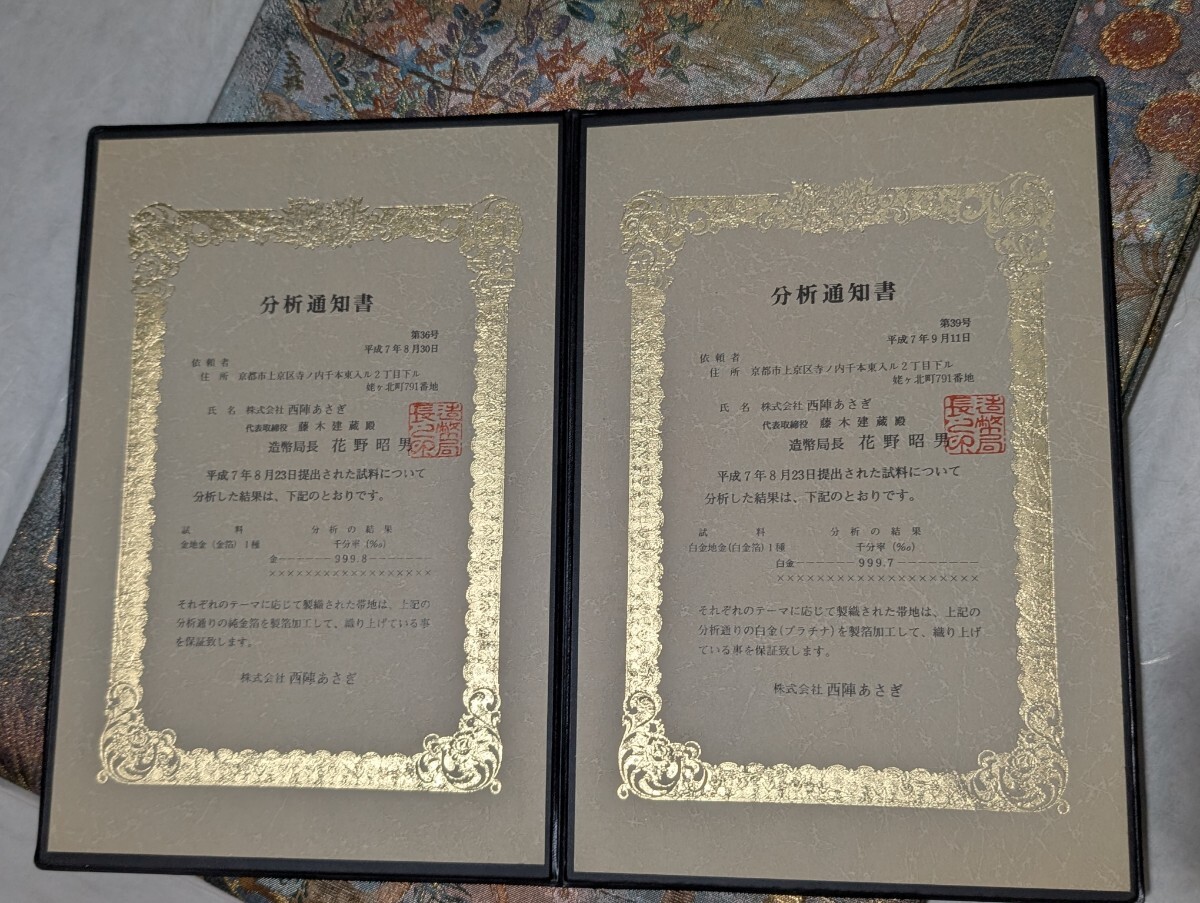 分析通知書
第36号
平成7年8月30日
依頼者
住所 京都市上京区寺ノ内千本東入ル2丁目下ル
姥ヶ北町791番地
氏名 株式会社 西陣あさぎ
代表取締役 藤木建蔵殿
造幣局長 花野昭男
造幣局長之印
平成7年8月23日提出された試料について
分析した結果は、下記のとおりです。
試料 分析の結果
金地金(金箔)1種 千分率(‰)
金――――― 999.8 ―――――――
××××××××××××××××××
それぞれのテーマに応じて製織された帯地は、上記の
分析通りの純金箔を製箔加工して、織り上げている事
を保証致します。
株式会社 西陣あさぎ
分析通知書
第39号
平成7年9月11日
依頼者
住所 京都市上京区寺ノ内千本東入ル2丁目下ル
姥ヶ北町791番地
氏名 株式会社 西陣あさぎ
代表取締役 藤木建蔵殿
造幣局長 花野昭男
造幣局長之印
平成7年8月23日提出された試料について
分析した結果は、下記のとおりです。
試料 分析の結果
白金地金(白金箔)1種 千分率(‰)
白金――――― 999.7 ―――――――
××××××××××××××××××
それぞれのテーマに応じて製織された帯地は、上記の
分析通りの白金(プラチナ)を製箔加工して、織り上げ
ている事を保証致します。
株式会社 西陣あさぎ